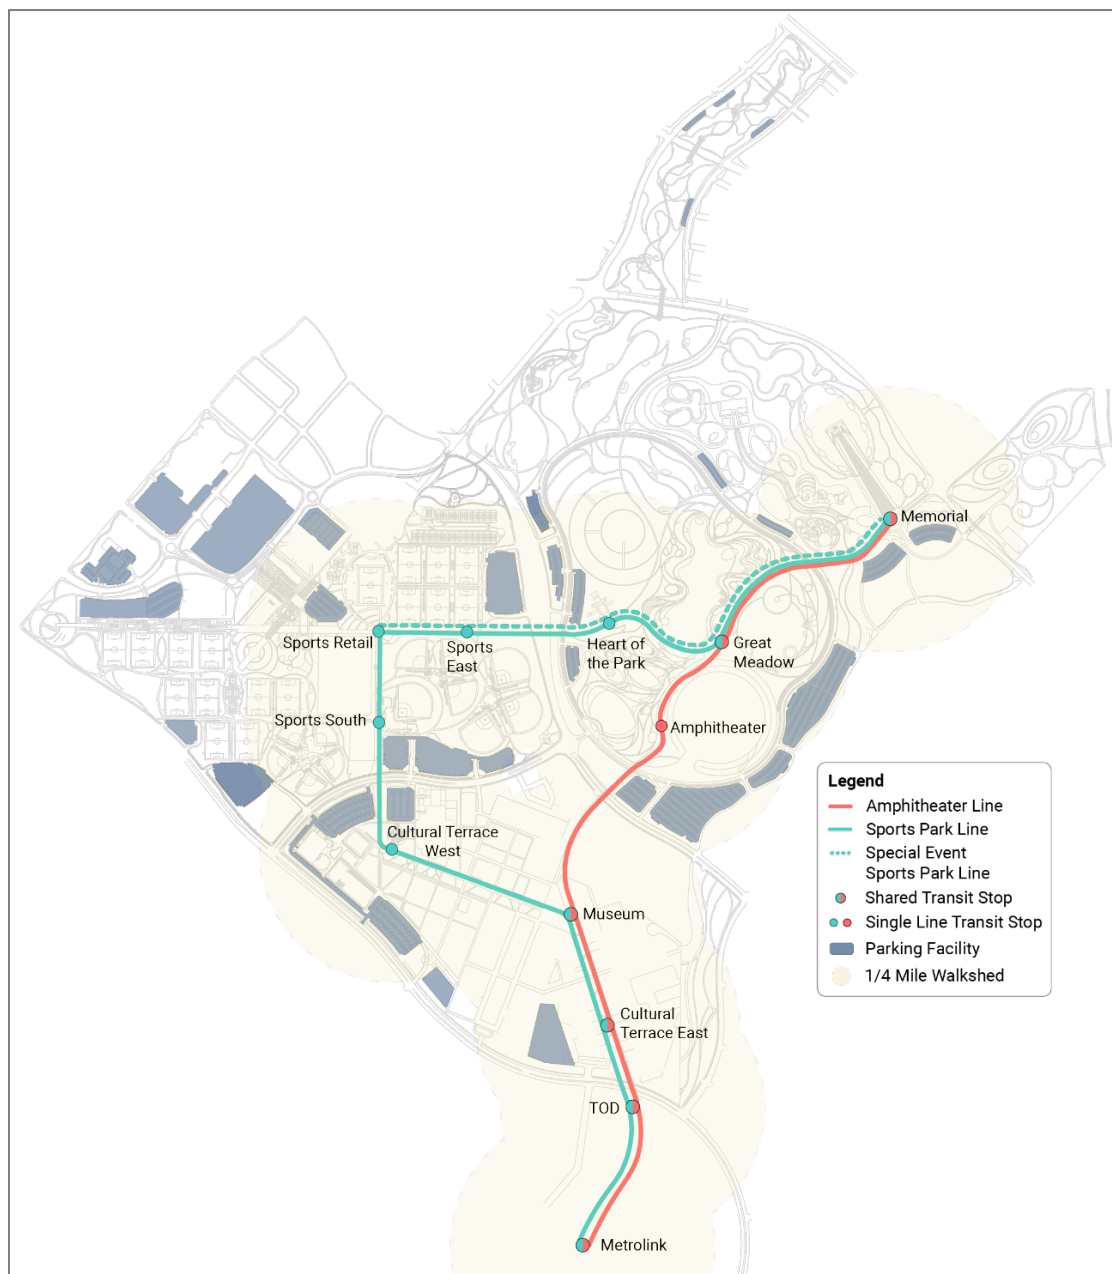 Memorial
Sports Retail
Sports
East
Heart of
the Park
Great
Meadow
Sports South
Amphitheater
Cultural Terrace
West
Museum
Cultural
Terrace East
TOD
Metrolink
Legend
Amphitheater Line
Sports Park Line
Special Event
Sports Park Line
Shared Transit Stop
Single Line Transit Stop
Parking Facility
1/4 Mile Walkshed